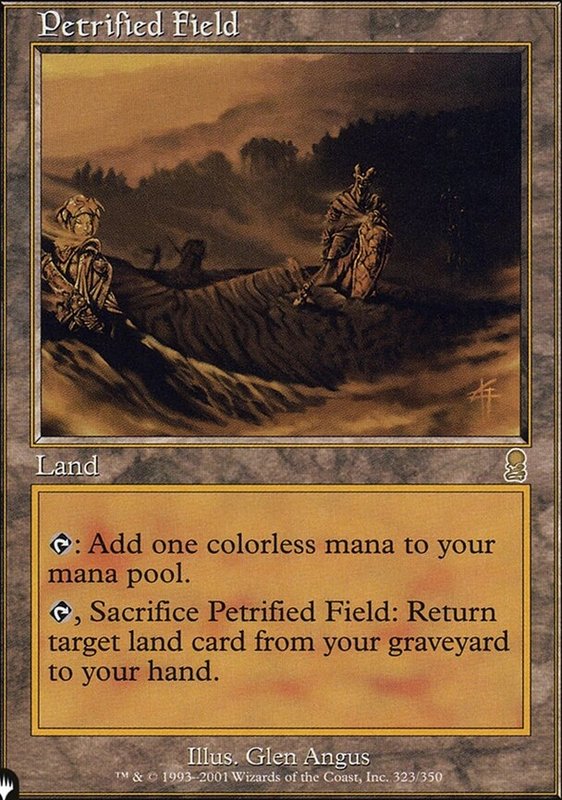 Petrified Field
Land
: Add one colorless mana to your
mana pool.
, Sacrifice Petrified Field: Return
target land card from your graveyard
to your hand.
Illus. Glen Angus
™ & © 1993–2001 Wizards of the Coast, Inc. 323/350